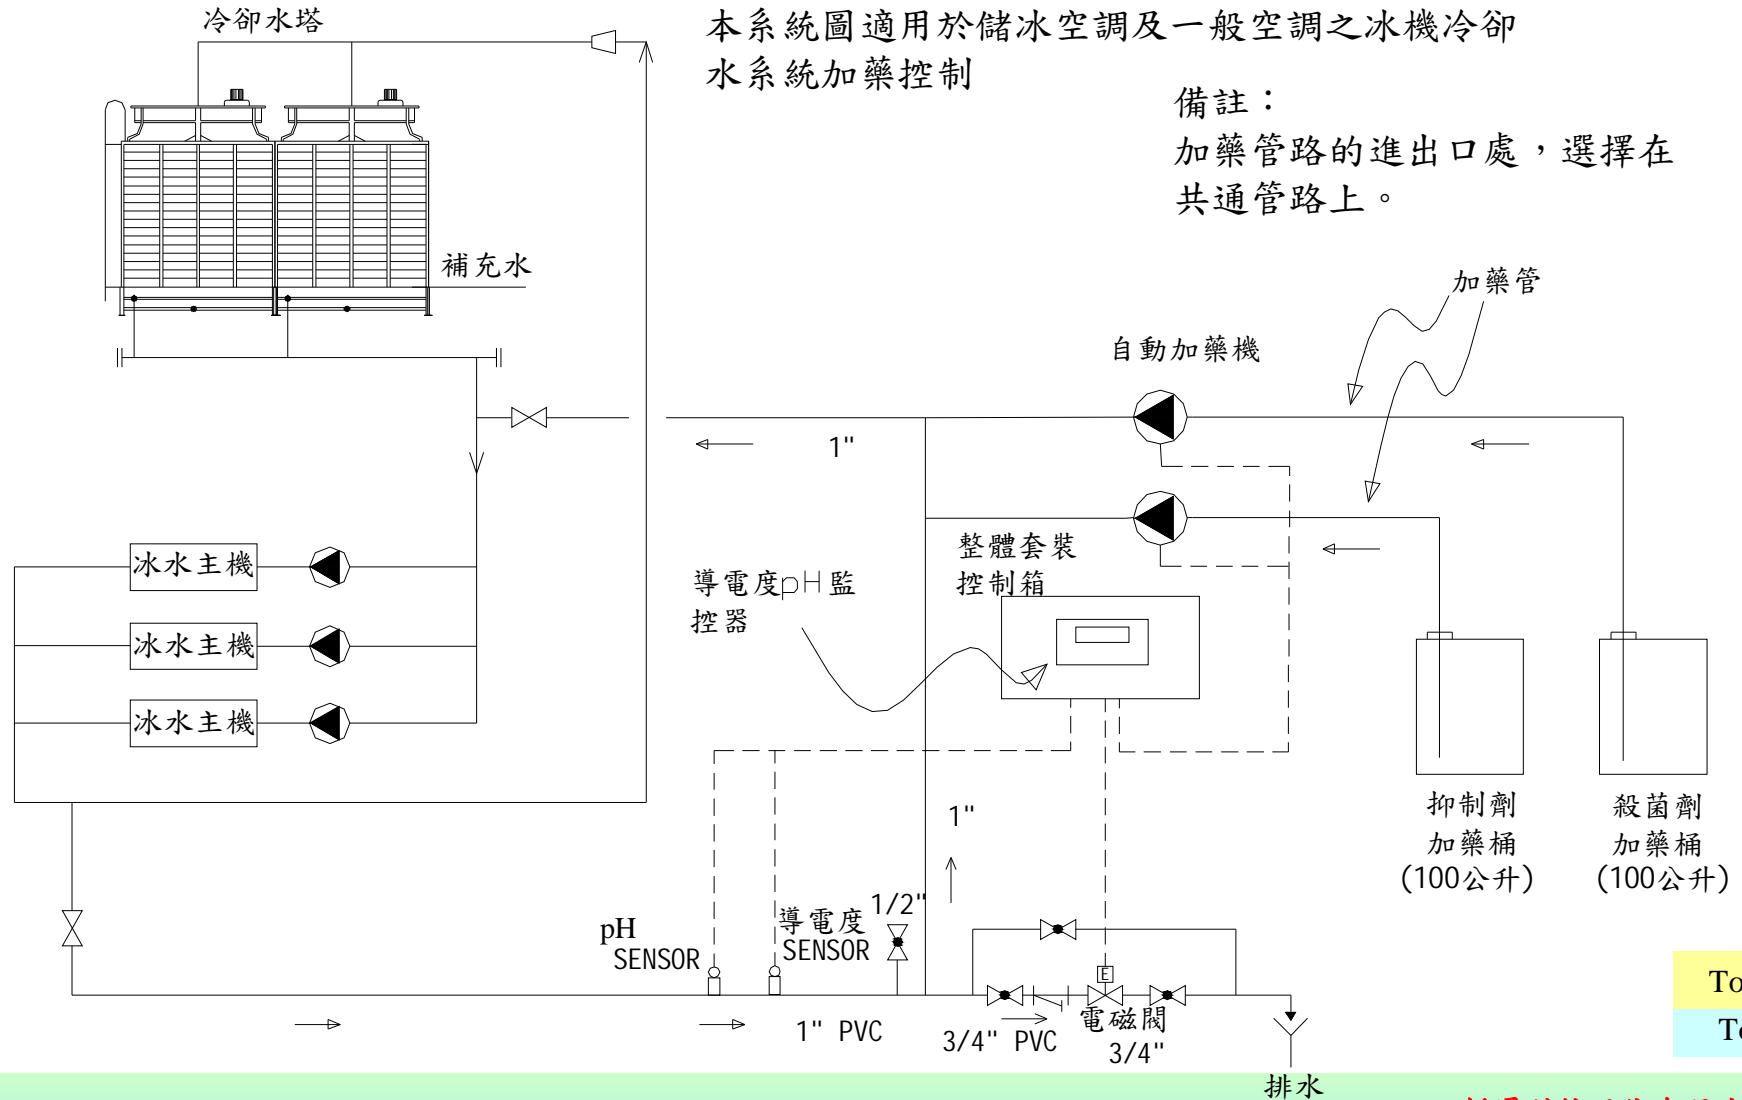 冷卻水塔
本系統圖適用於儲冰空調及一般空調之冰機冷卻
水系統加藥控制
備註：
加藥管路的進出口處，選擇在
共通管路上。
補充水
加藥管
自動加藥機
1"
整體套裝
控制箱
導電度pH監
控器
冰水主機
冰水主機
冰水主機
抑制劑
加藥桶
(100公升)
殺菌劑
加藥桶
(100公升)
1"
1/2"
pH
SENSOR
導電度
SENSOR
E
電磁閥
3/4"
1" PVC
3/4" PVC
排水
To